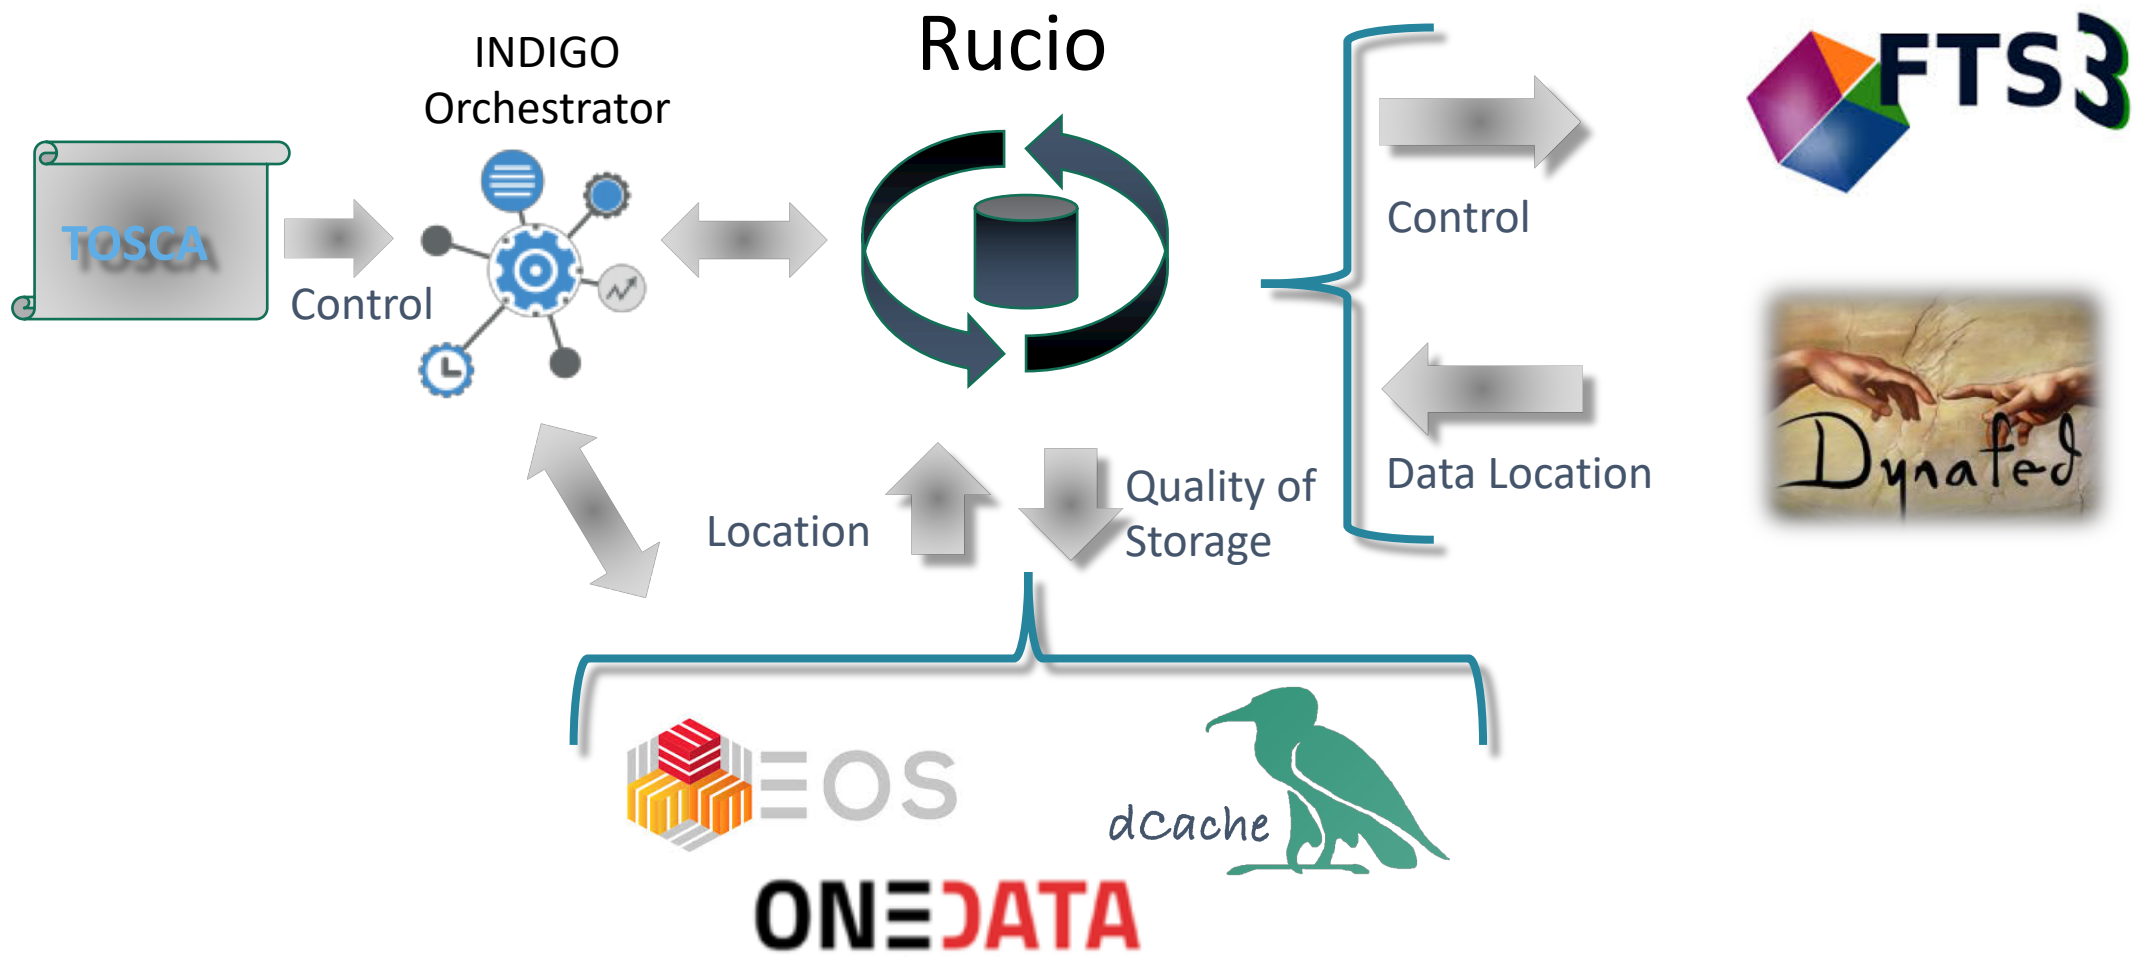 INDIGO
Orchestrator
Rucio
FTS3
TOSCA
Control
Control
Location
Quality of
Storage
Data Location
Dynafed
EOS
dCache
ONEDATA